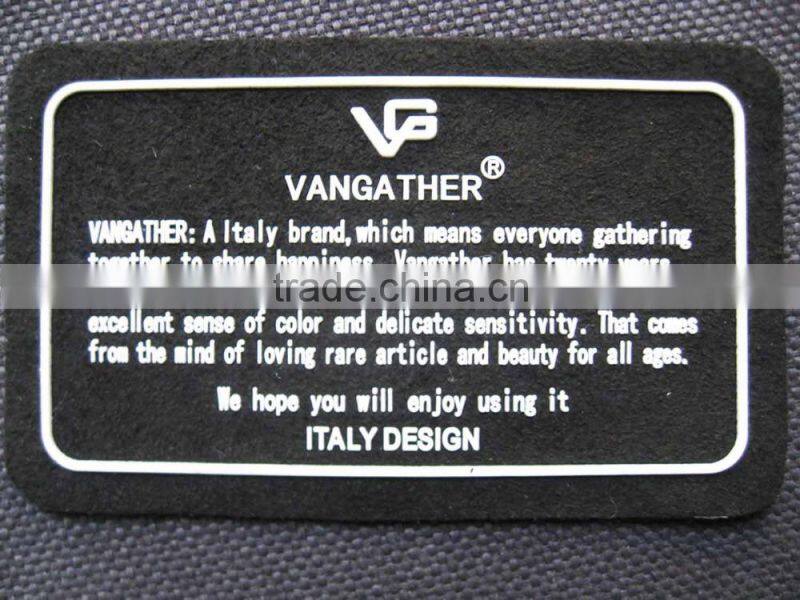 VG
VANGATHER®
VANGATHER: A Italy brand, which means everyone gathering
together to share happiness. Vangather has twenty years
trade.china.cn
excellent sense of color and delicate sensitivity. That comes
from the mind of loving rare article and beauty for all ages.
We hope you will enjoy using it
ITALY DESIGN